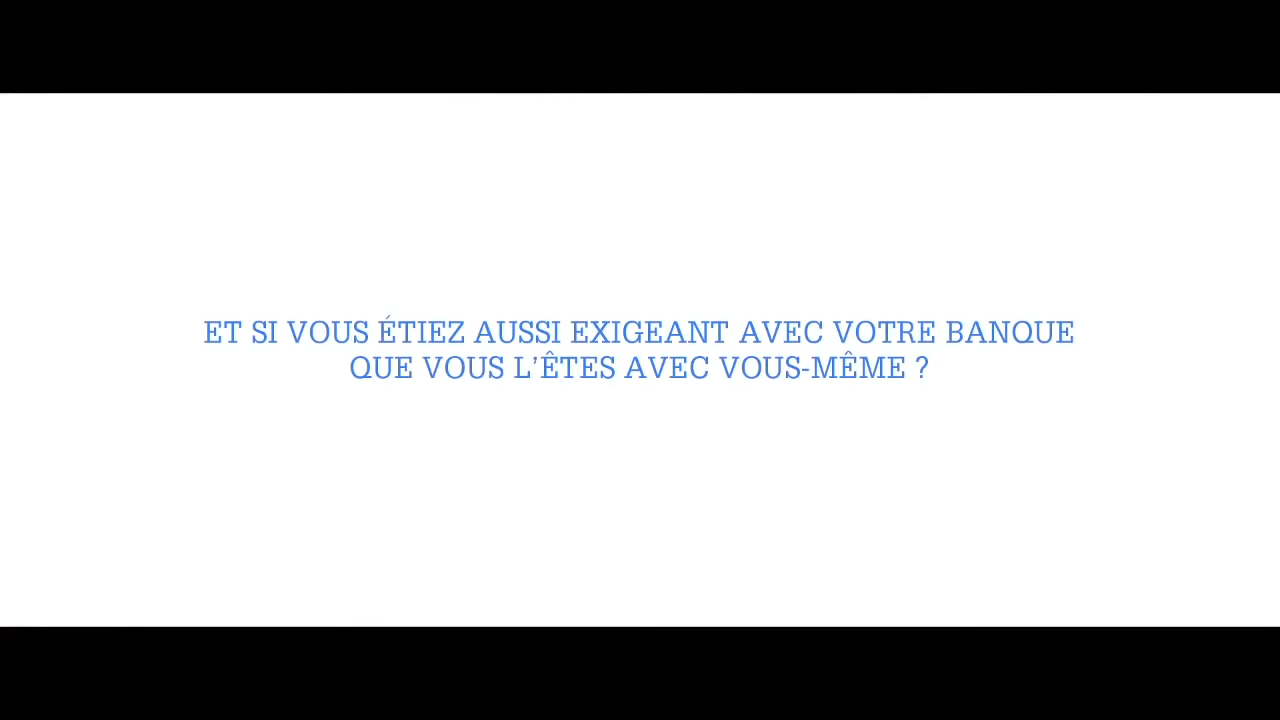 ET SI VOUS ÉTIEZ AUSSI EXIGEANT AVEC VOTRE BANQUE
QUE VOUS L’ÊTES AVEC VOUS-MÊME ?